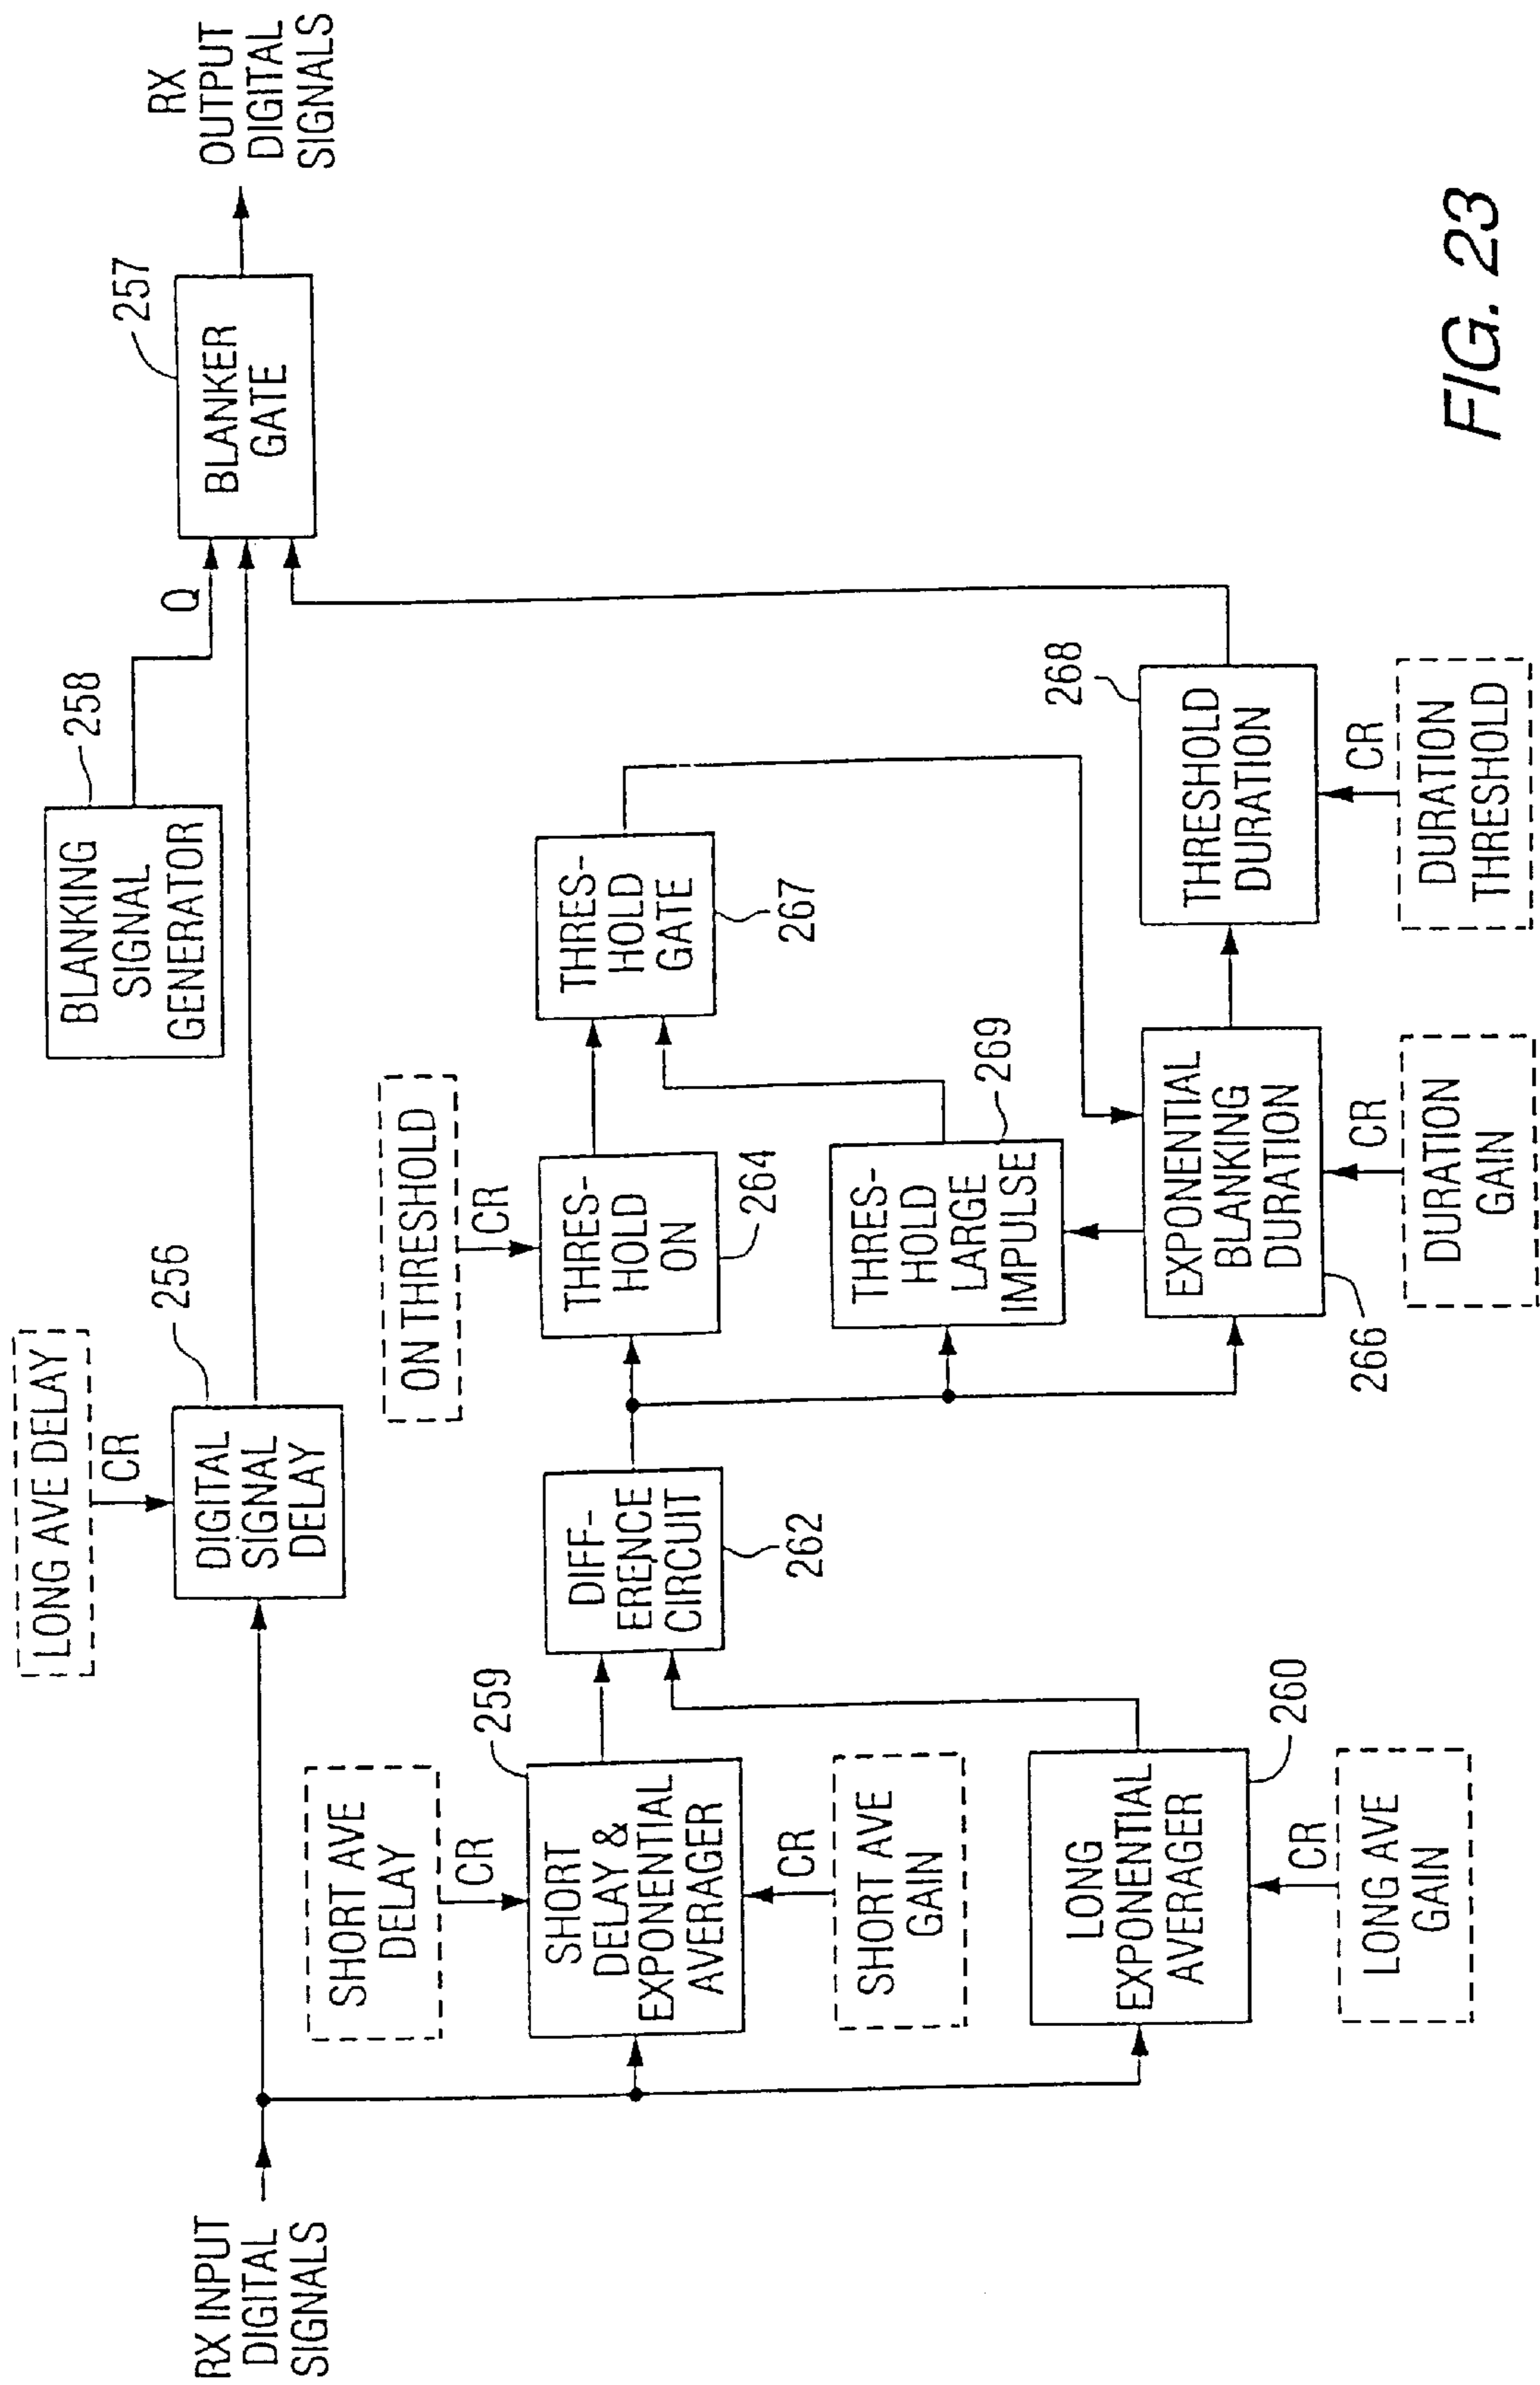 RX INPUT
DIGITAL
SIGNALS
LONG AVE DELAY
CR
DIGITAL
SIGNAL
DELAY
256
BLANKING
SIGNAL
GENERATOR
258
Q
BLANKER
GATE
257
RX
OUTPUT
DIGITAL
SIGNALS
SHORT AVE
DELAY
CR
SHORT
DELAY &
EXPONENTIAL
AVERAGER
259
CR
SHORT AVE
GAIN
LONG
EXPONENTIAL
AVERAGER
260
CR
LONG AVE
GAIN
DIFF-
ERENCE
CIRCUIT
262
ON THRESHOLD
CR
THRES-
HOLD
ON
264
THRES-
HOLD
GATE
267
THRES-
HOLD
LARGE
IMPULSE
269
EXPONENTIAL
BLANKING
DURATION
266
CR
DURATION
GAIN
THRESHOLD
DURATION
268
CR
DURATION
THRESHOLD
FIG. 23